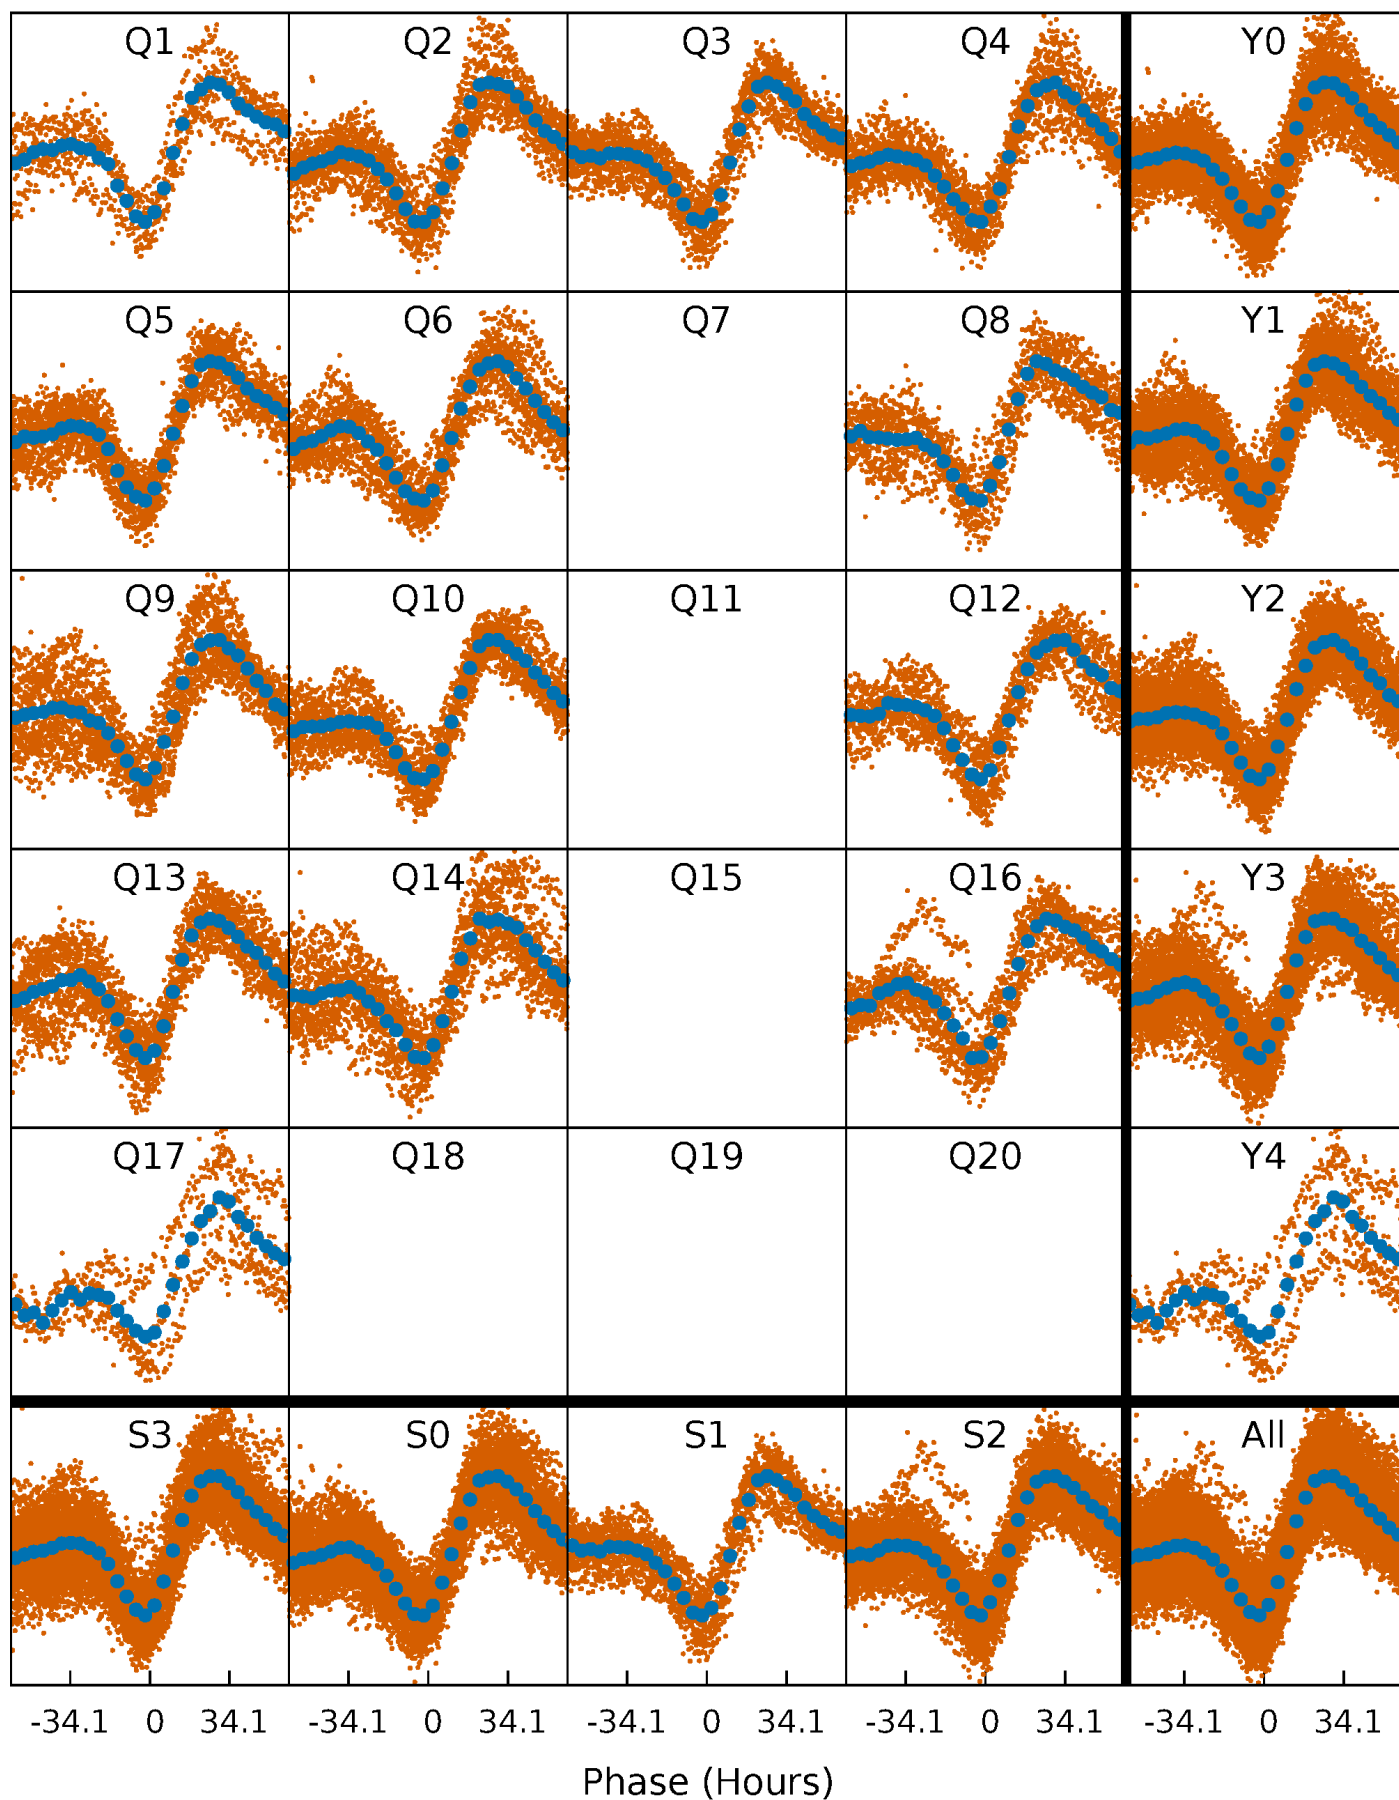 Q1 Q2 Q3 Q4 Y0
Q5 Q6 Q7 Q8 Y1
Q9 Q10 Q11 Q12 Y2
Q13 Q14 Q15 Q16 Y3
Q17 Q18 Q19 Q20 Y4
S3 S0 S1 S2 All
-34.1 0 34.1 -34.1 0 34.1 -34.1 0 34.1 -34.1 0 34.1 -34.1 0 34.1
Phase (Hours)